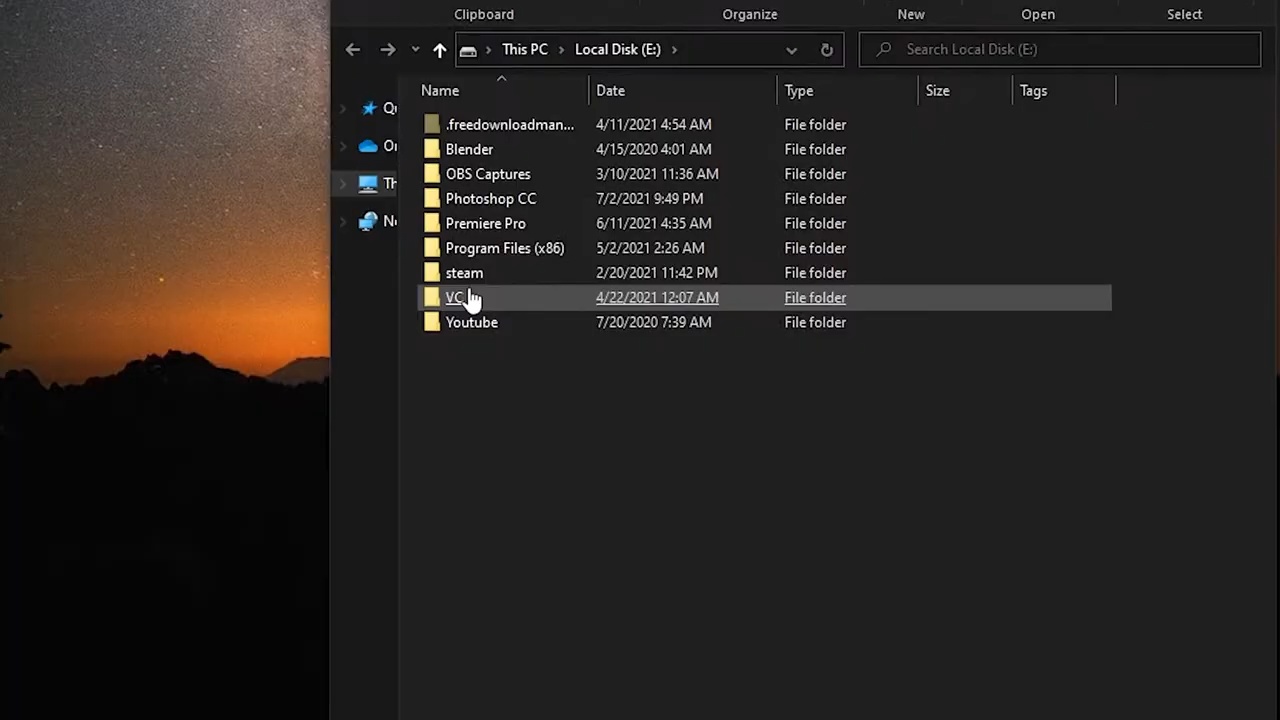 Clipboard Organize New Open Select
This PC Local Disk (E:) Search Local Disk (E:)
Name Date Type Size Tags
.freedownloadman... 4/11/2021 4:54 AM File folder
Blender 4/15/2020 4:01 AM File folder
OBS Captures 3/10/2021 11:36 AM File folder
Photoshop CC 7/2/2021 9:49 PM File folder
Premiere Pro 6/11/2021 4:35 AM File folder
Program Files (x86) 5/2/2021 2:26 AM File folder
steam 2/20/2021 11:42 PM File folder
4/22/2021 12:07 AM File folder
Youtube 7/20/2020 7:39 AM File folder